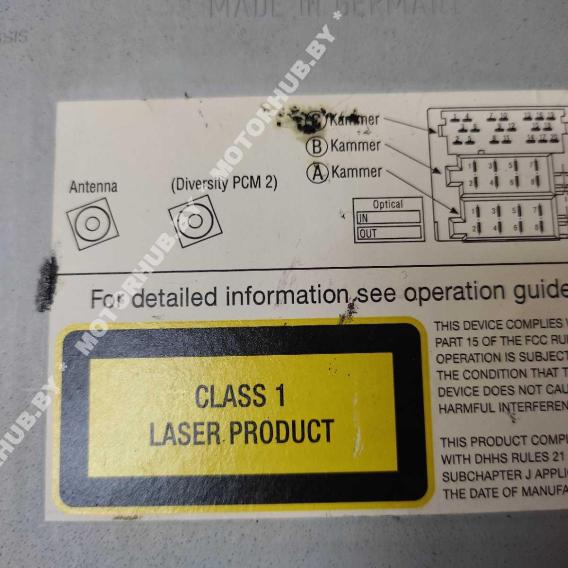 MADE IN GERMANY
* MOTORHUB.BY *
(C) Kammer
(B) Kammer
(A) Kammer
Antenna
(Diversity PCM 2)
Optical
IN
OUT
For detailed information, see operation guide
CLASS 1
LASER PRODUCT
THIS DEVICE COMPLIES
PART 15 OF THE FCC RU
OPERATION IS SUBJECT
THE CONDITION THAT T
DEVICE DOES NOT CAU
HARMFUL INTERFEREN
THIS PRODUCT COMPL
WITH DHHS RULES 21
SUBCHAPTER J APPLI
THE DATE OF MANUFA